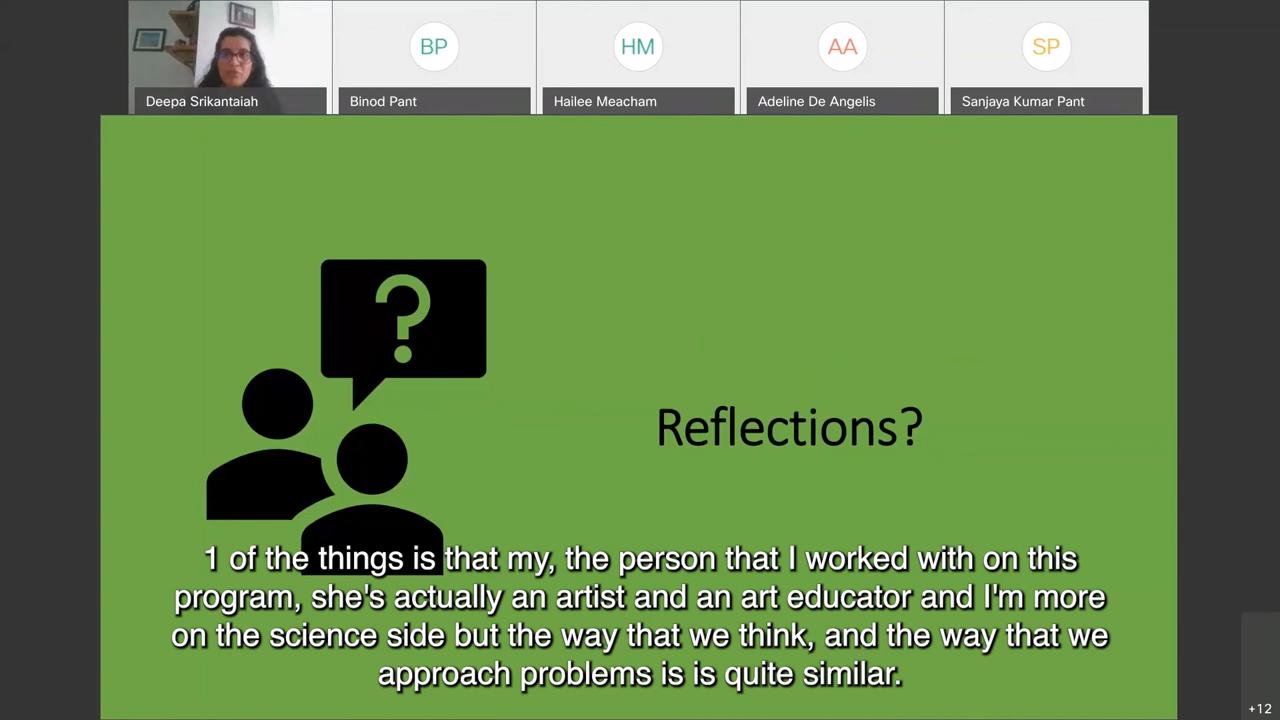 BP
HM
AA
SP
Deepa Srikantaiah
Binod Pant
Hailee Meacham
Adeline De Angelis
Sanjaya Kumar Pant
?
Reflections?
1 of the things is that my, the person that I worked with on this
program, she's actually an artist and an art educator and I'm more
on the science side but the way that we think, and the way that we
approach problems is is quite similar.
+12